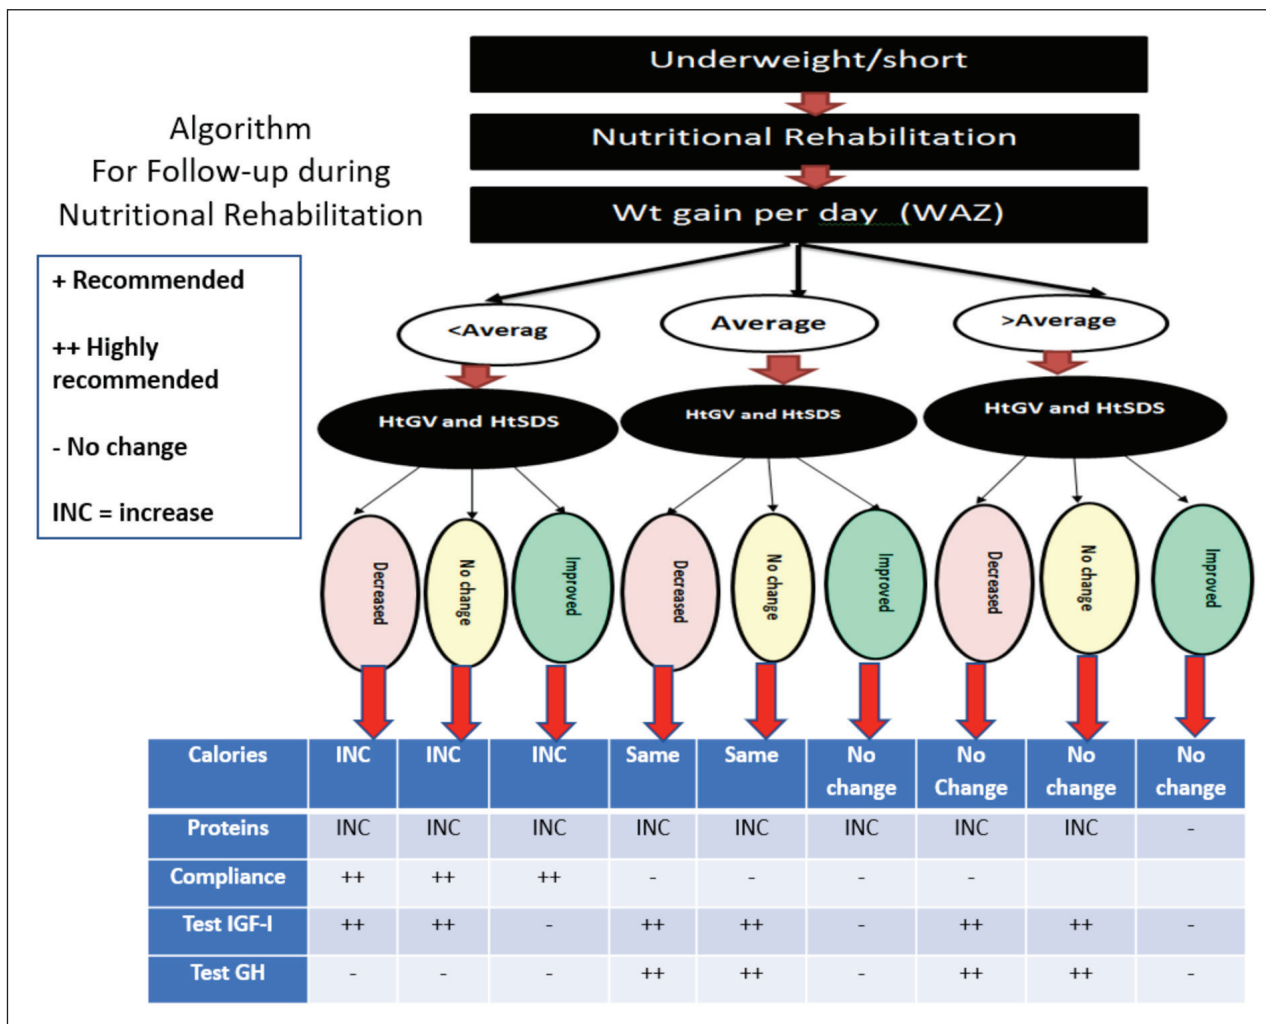 Underweight/short
Nutritional Rehabilitation
Wt gain per day (WAZ)
Algorithm
For Follow-up during
Nutritional Rehabilitation
+ Recommended
++ Highly
recommended
- No change
INC = increase
<Averag
Average
>Average
HtGV and HtSDS
HtGV and HtSDS
HtGV and HtSDS
Decreased
No change
Improved
Decreased
No change
Improved
Decreased
No change
Improved
Calories INC INC INC Same Same No change No Change No change No change
Proteins INC INC INC INC INC INC INC INC -
Compliance ++ ++ ++ - - - -
Test IGF-I ++ ++ - ++ ++ - ++ ++ -
Test GH - - - ++ ++ - ++ ++ -